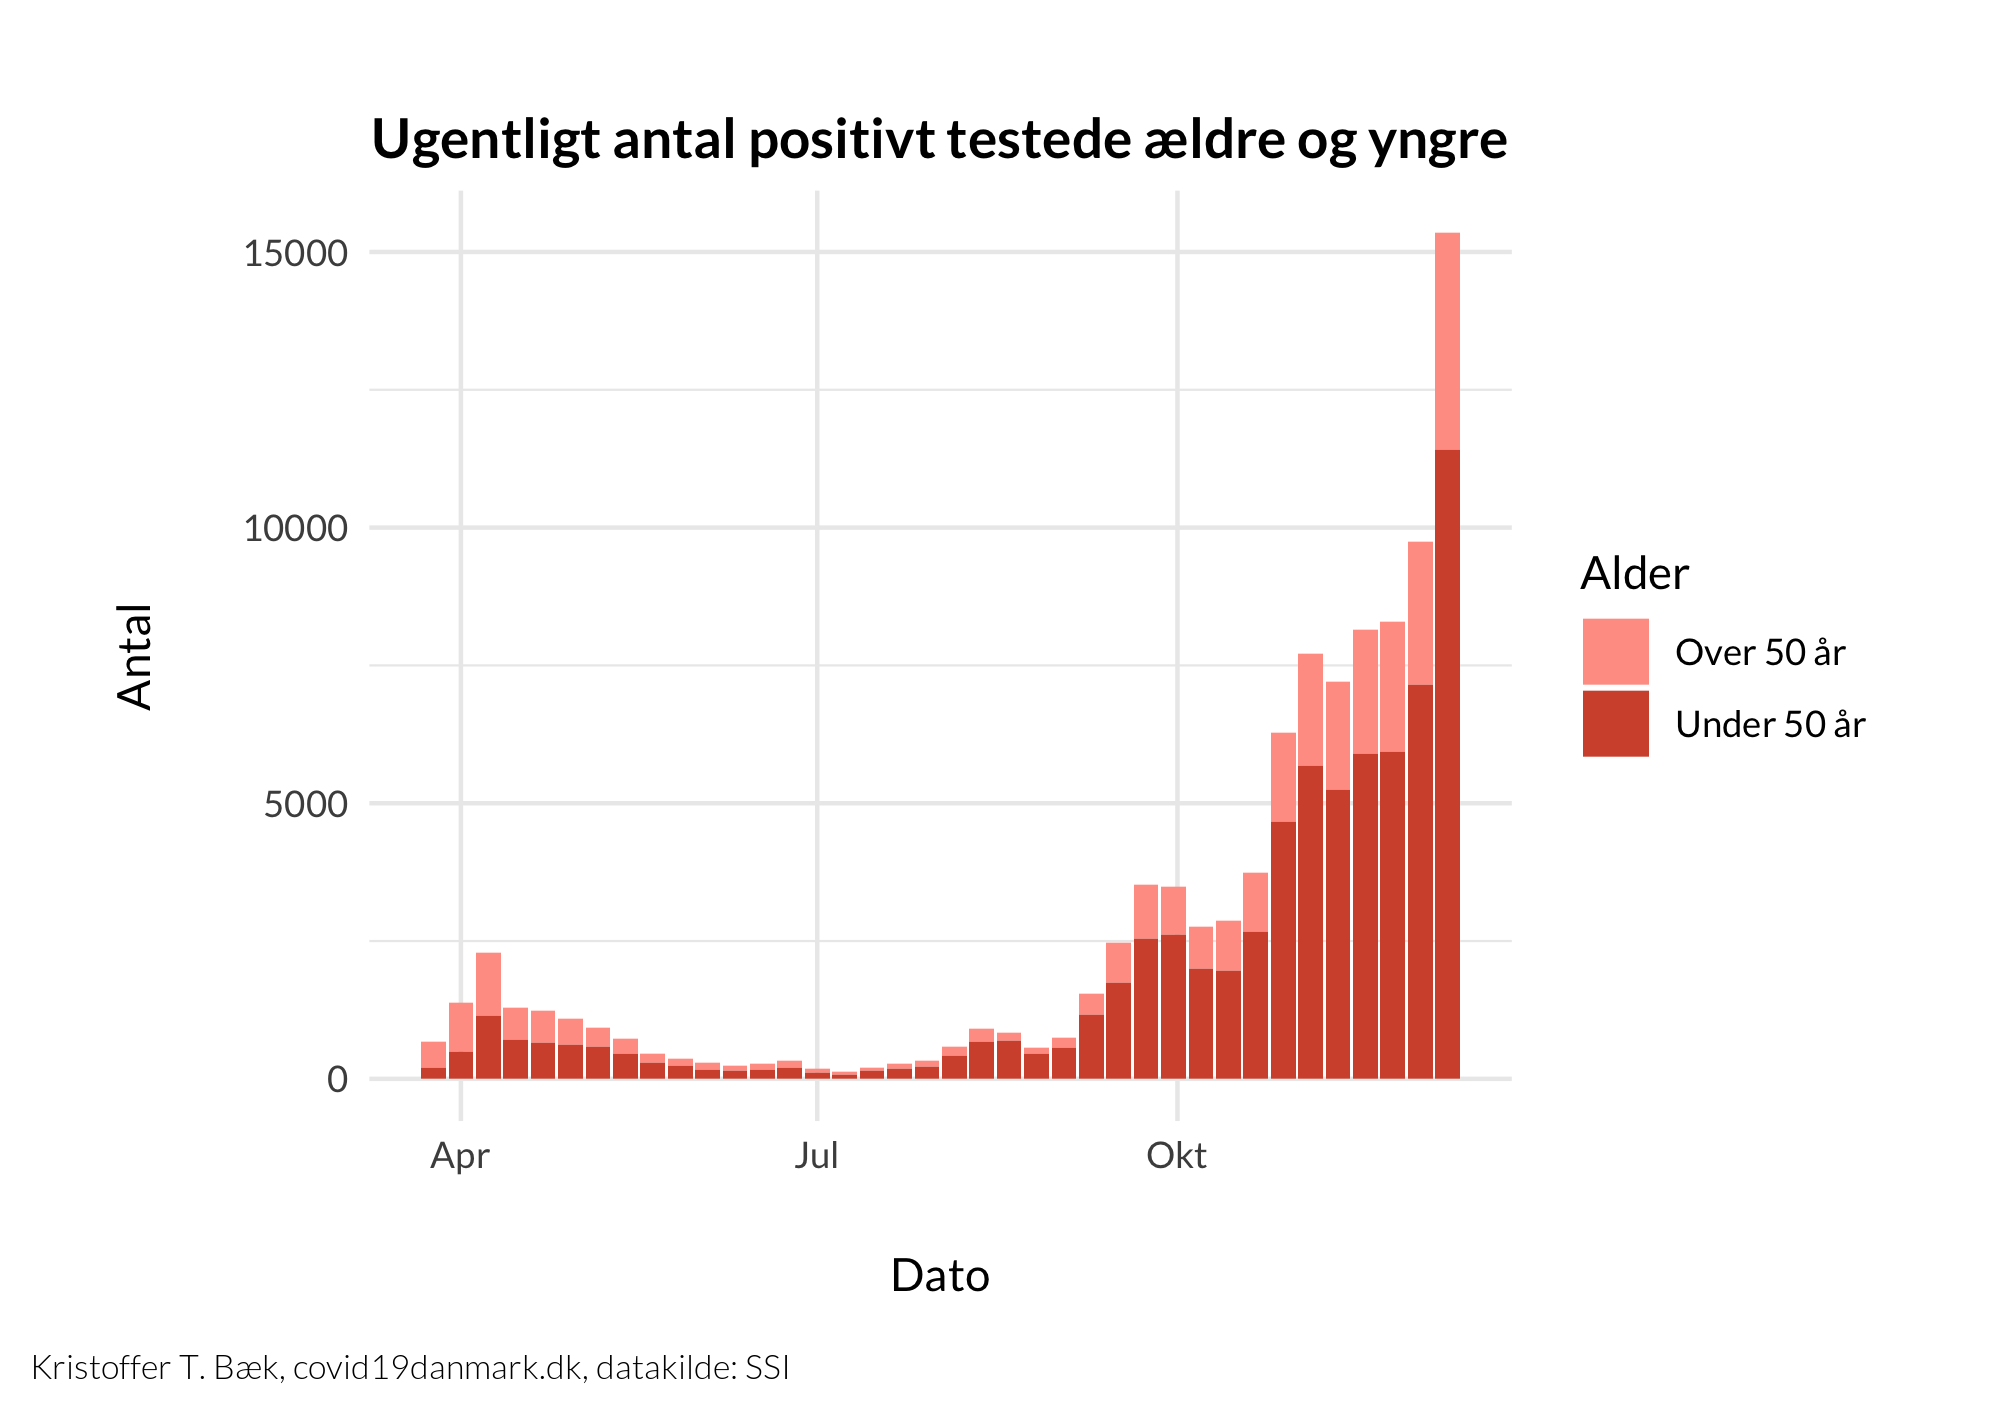 Ugentligt antal positivt testede ældre og yngre
15000
10000
5000
0
Antal
Apr
Jul
Okt
Dato
Alder
Over 50 år
Under 50 år
Kristoffer T. Bæk, covid19danmark.dk, datakilde: SSI